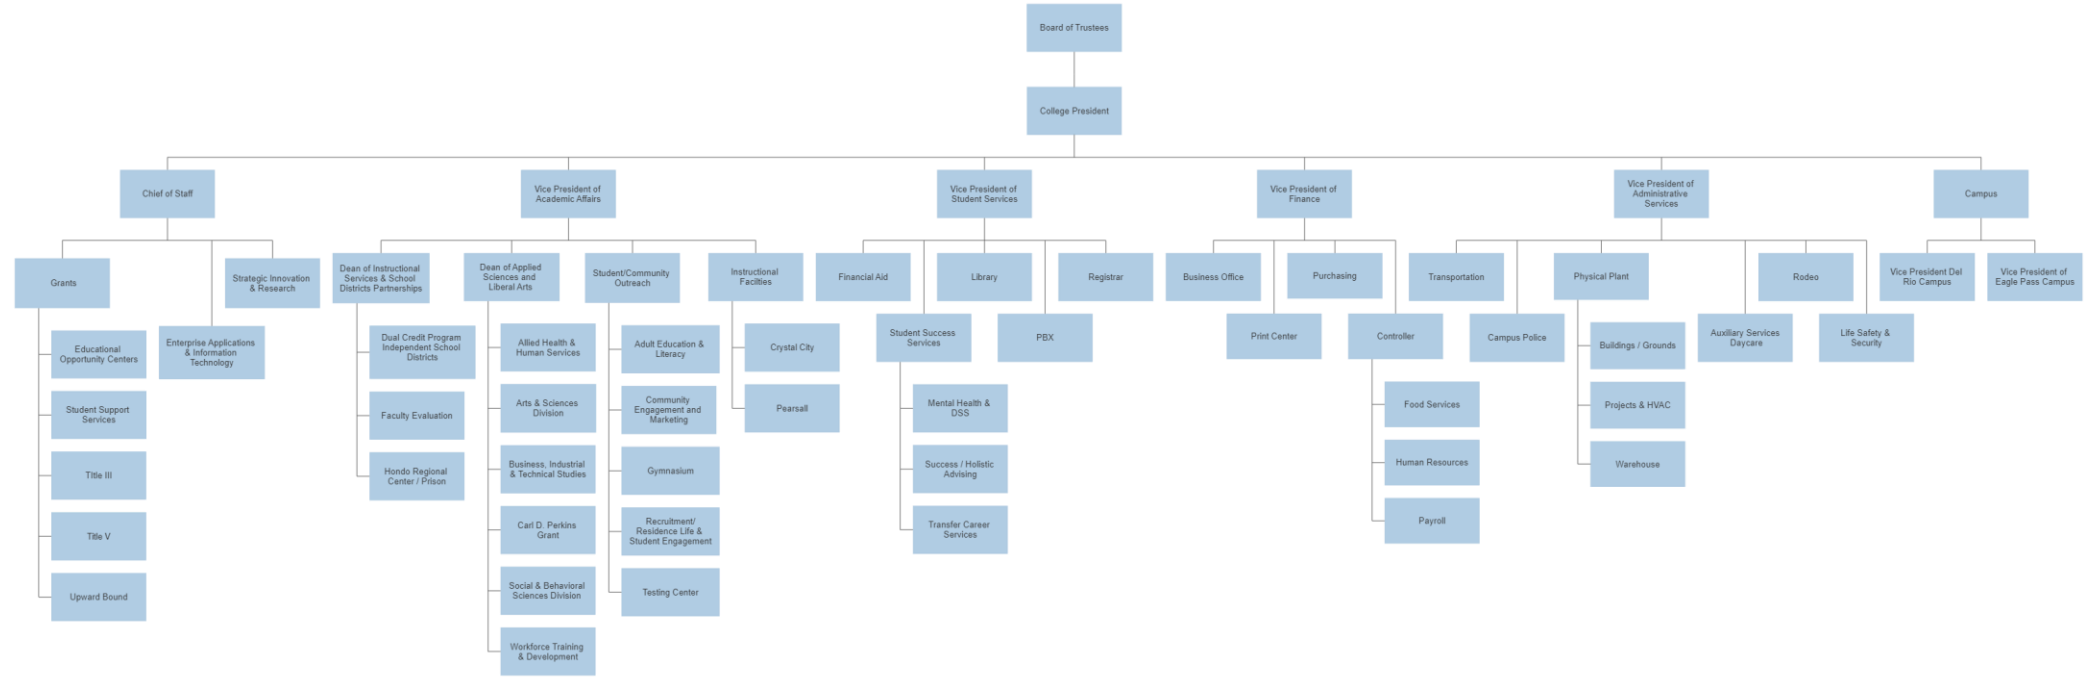 Board of Trustees
College President
Chief of Staff
Vice President of
Academic Affairs
Vice President of
Student Services
Vice President of
Finance
Vice President of
Administrative
Services
Campus
Grants
Strategic Innovation
& Research
Dean of Instructional
Services & School
Districts Partnerships
Dean of Applied
Sciences and
Liberal Arts
Student/Community
Outreach
Instructional
Facilties
Financial Aid
Library
Registrar
Business Office
Purchasing
Transportation
Physical Plant
Rodeo
Vice President Del
Rio Campus
Vice President of
Eagle Pass Campus
Enterprise Applications
& Information
Technology
Student Success
Services
PBX
Print Center
Controller
Campus Police
Auxiliary Services
Daycare
Life Safety &
Security
Educational
Opportunity Centers
Student Support
Services
Title III
Title V
Upward Bound
Dual Credit Program
Independent School
Districts
Faculty Evaluation
Hondo Regional
Center / Prison
Allied Health &
Human Services
Arts & Sciences
Division
Business, Industrial
& Technical Studies
Carl D. Perkins
Grant
Social & Behavioral
Sciences Division
Workforce Training
& Development
Adult Education &
Literacy
Community
Engagement and
Marketing
Gymnasium
Recruitment/
Residence Life &
Student Engagement
Testing Center
Crystal City
Pearsall
Mental Health &
DSS
Success / Holistic
Advising
Transfer Career
Services
Food Services
Human Resources
Payroll
Buildings / Grounds
Projects & HVAC
Warehouse